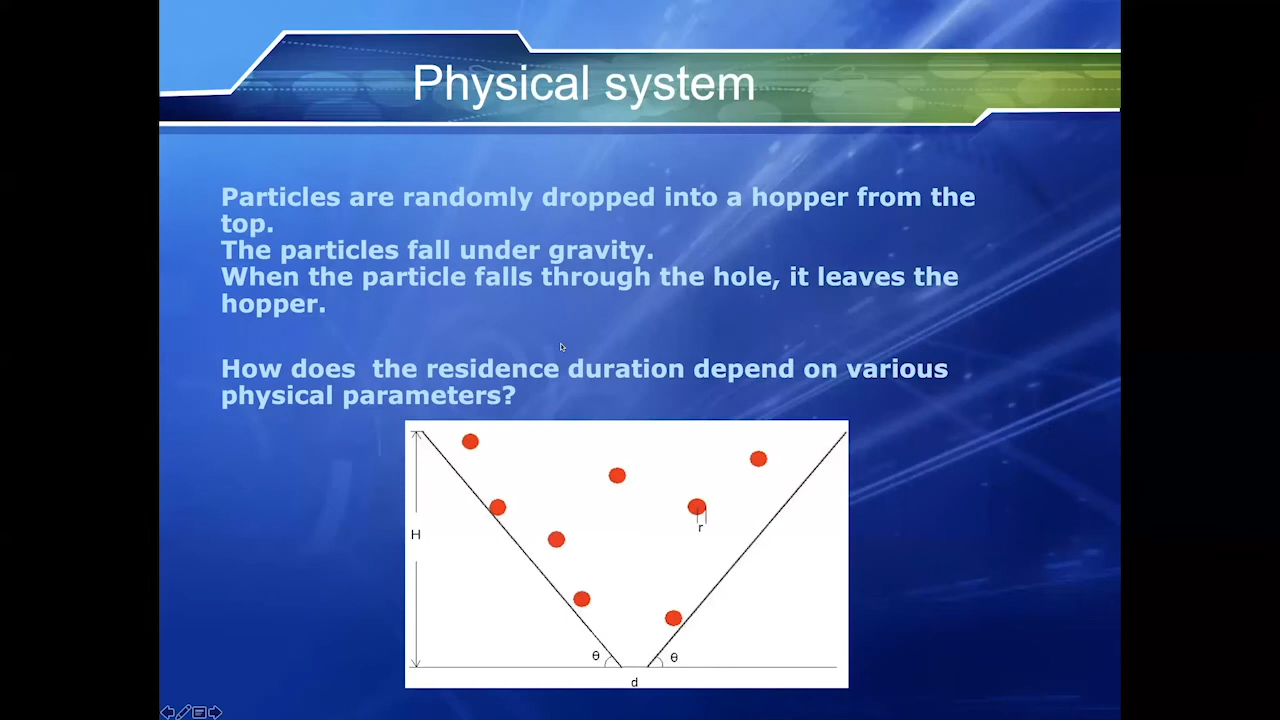 Physical system
Particles are randomly dropped into a hopper from the
top.
The particles fall under gravity.
When the particle falls through the hole, it leaves the
hopper.
How does  the residence duration depend on various
physical parameters?
H
r
θ
θ
d